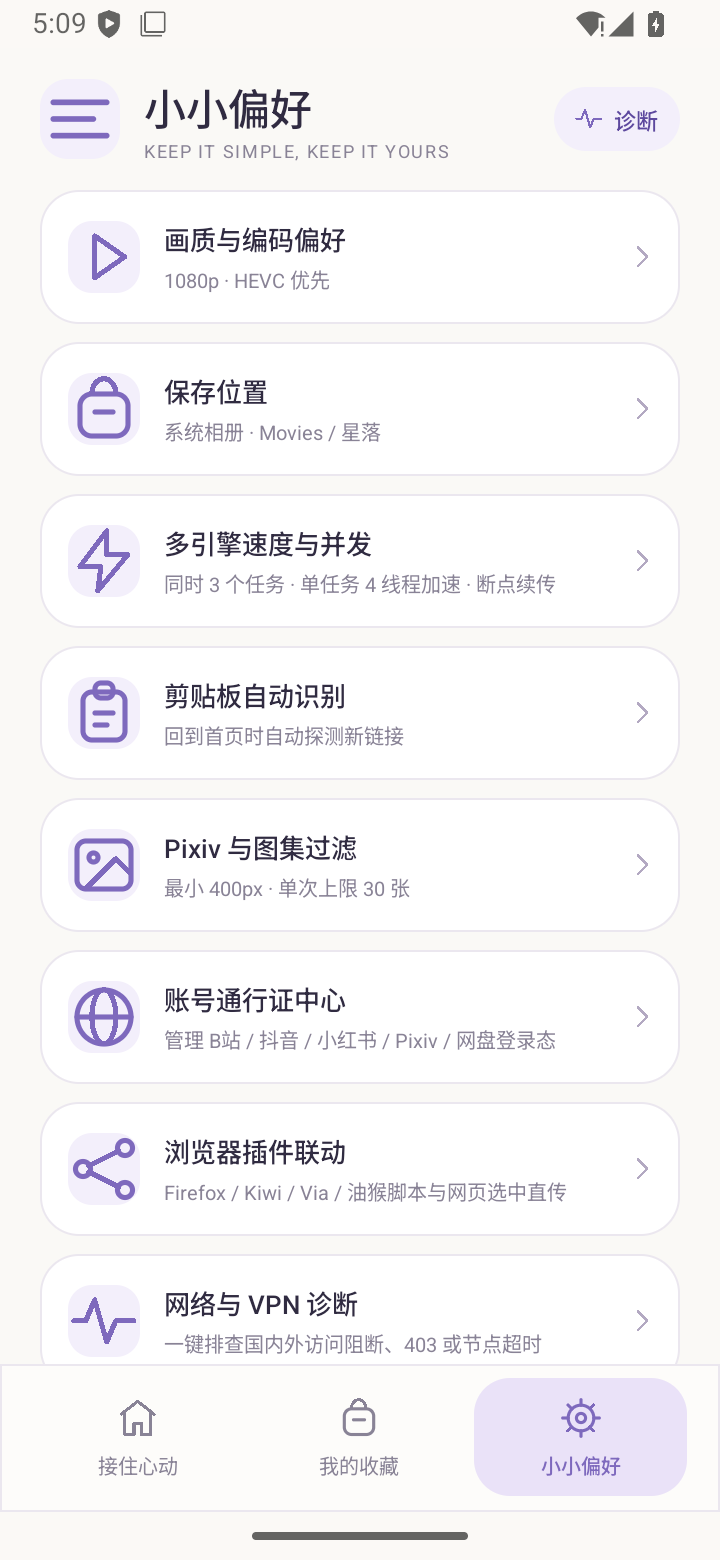 5:09
小小偏好
KEEP IT SIMPLE, KEEP IT YOURS
诊断
画质与编码偏好
1080p · HEVC 优先
保存位置
系统相册 · Movies / 星落
多引擎速度与并发
同时 3 个任务 · 单任务 4 线程加速 · 断点续传
剪贴板自动识别
回到首页时自动探测新链接
Pixiv 与图集过滤
最小 400px · 单次上限 30 张
账号通行证中心
管理 B站 / 抖音 / 小红书 / Pixiv / 网盘登录态
浏览器插件联动
Firefox / Kiwi / Via / 油猴脚本与网页选中直传
网络与 VPN 诊断
一键排查国内外访问阻断、403 或节点超时
接住心动
我的收藏
小小偏好